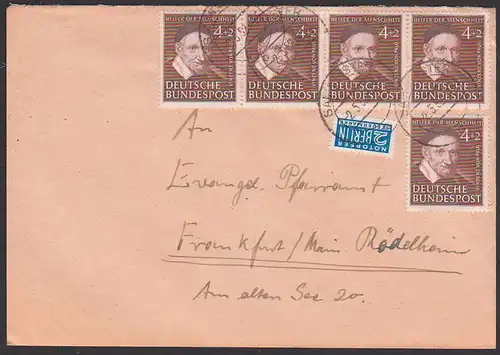 HELFER DER MENSCHHEIT
4+2
DEUTSCHE
BUNDESPOST
HELFER DER MENSCHHEIT
4+2
DEUTSCHE
BUNDESPOST
HELFER DER MENSCHHEIT
4+2
DEUTSCHE
BUNDESPOST
HELFER DER MENSCHHEIT
4+2
DEUTSCHE
BUNDESPOST
HELFER DER MENSCHHEIT
4+2
DEUTSCHE
BUNDESPOST
NOTOPFER
2 BERLIN
STEUERMARKE
An
Evangel. Pfarramt
Frankfurt/Main Rödelheim
Am alten See 20.